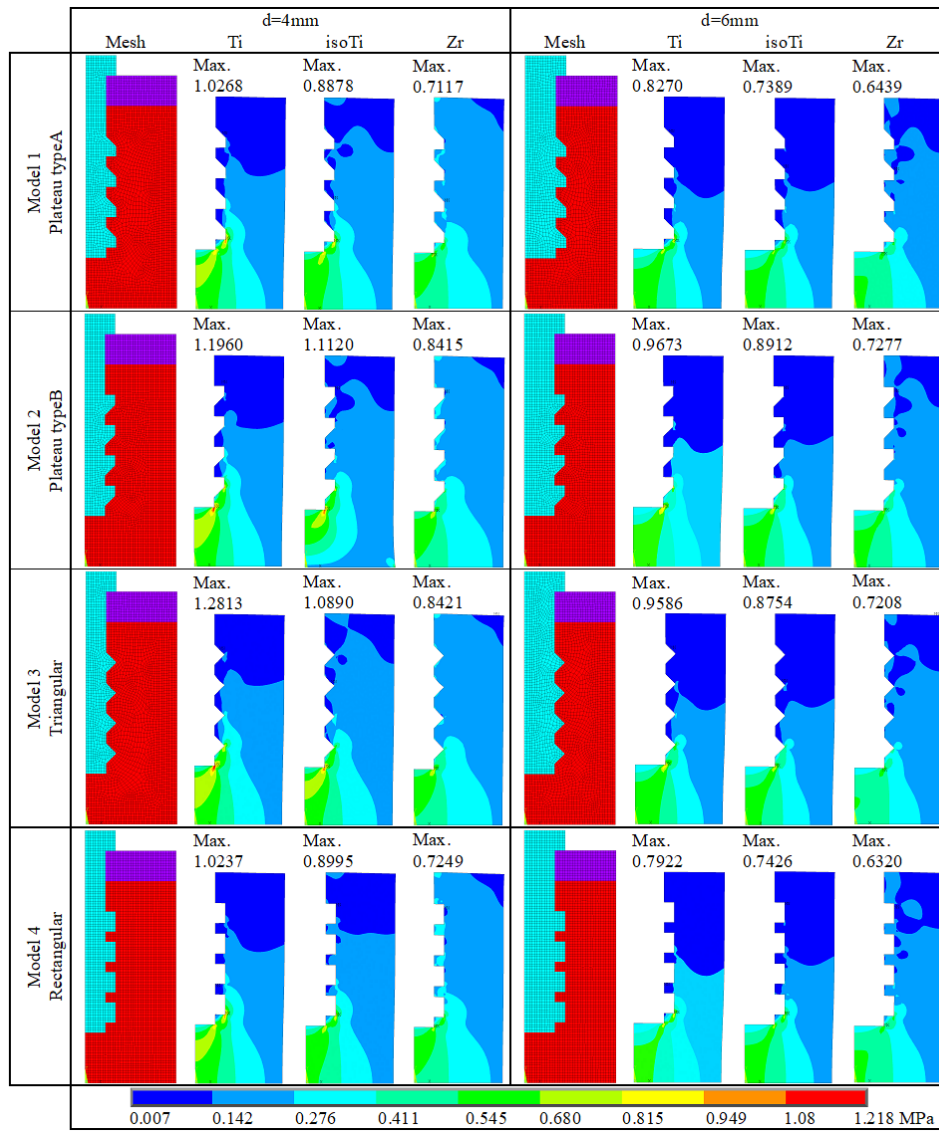 d=4mm d=6mm
Mesh Ti isoTi Zr Mesh Ti isoTi Zr
Model 1
Plateau typeA
Max. Max. Max. Max. Max. Max.
1.0268 0.8878 0.7117 0.8270 0.7389 0.6439
Model 2
Plateau typeB
Max. Max. Max. Max. Max. Max.
1.1960 1.1120 0.8415 0.9673 0.8912 0.7277
Model 3
Triangular
Max. Max. Max. Max. Max. Max.
1.2813 1.0890 0.8421 0.9586 0.8754 0.7208
Model 4
Rectangular
Max. Max. Max. Max. Max. Max.
1.0237 0.8995 0.7249 0.7922 0.7426 0.6320
0.007 0.142 0.276 0.411 0.545 0.680 0.815 0.949 1.08 1.218 MPa